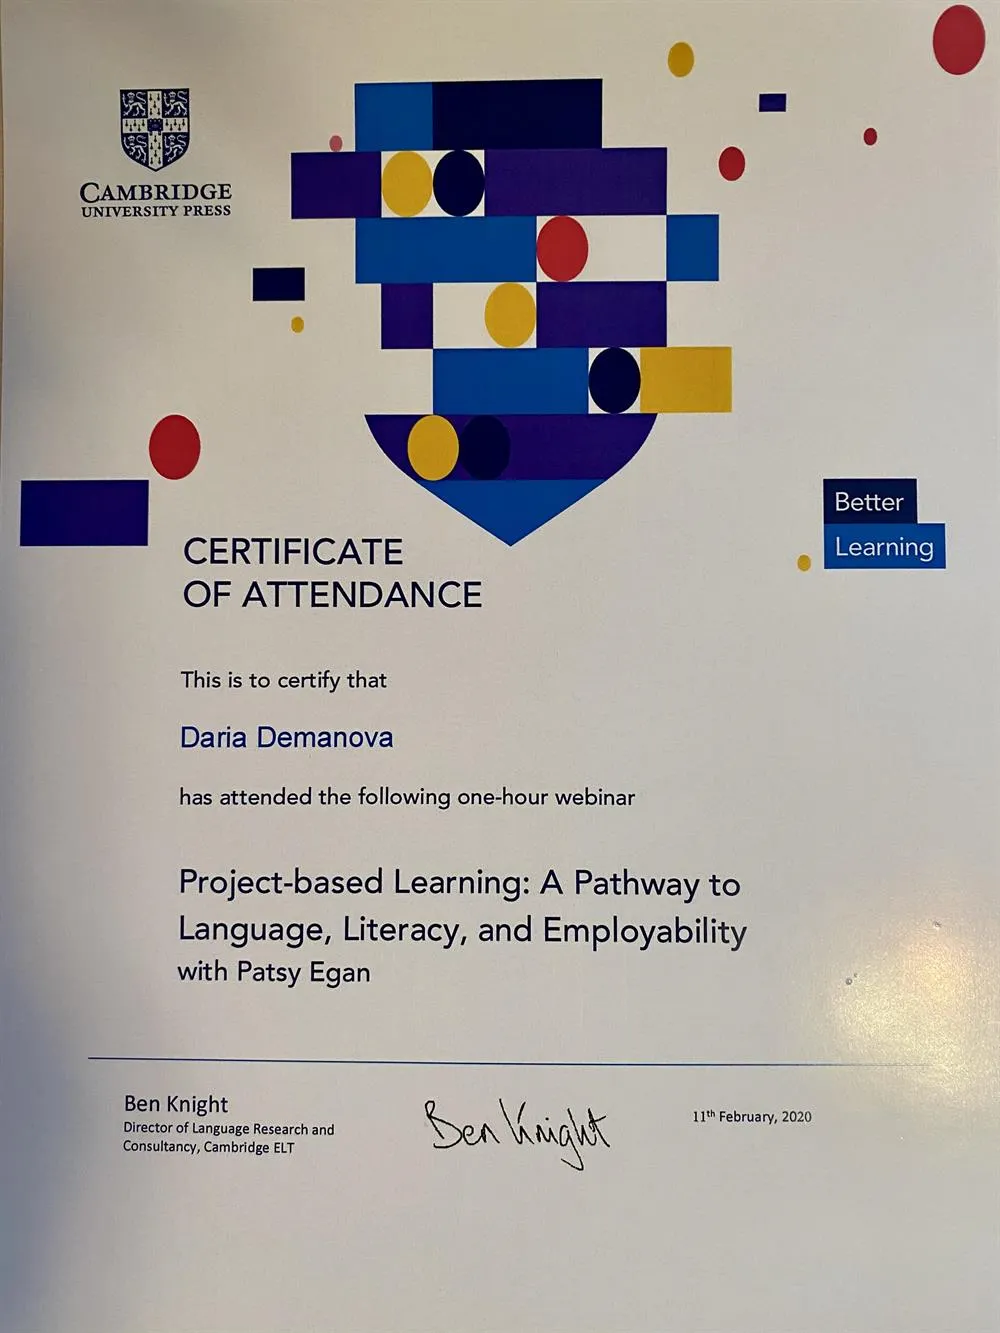 CAMBRIDGE
UNIVERSITY PRESS
Better
Learning
CERTIFICATE
OF ATTENDANCE
This is to certify that
Daria Demanova
has attended the following one-hour webinar
Project-based Learning: A Pathway to
Language, Literacy, and Employability
with Patsy Egan
Ben Knight
Director of Language Research and
Consultancy, Cambridge ELT
Ben Knight
11th February, 2020